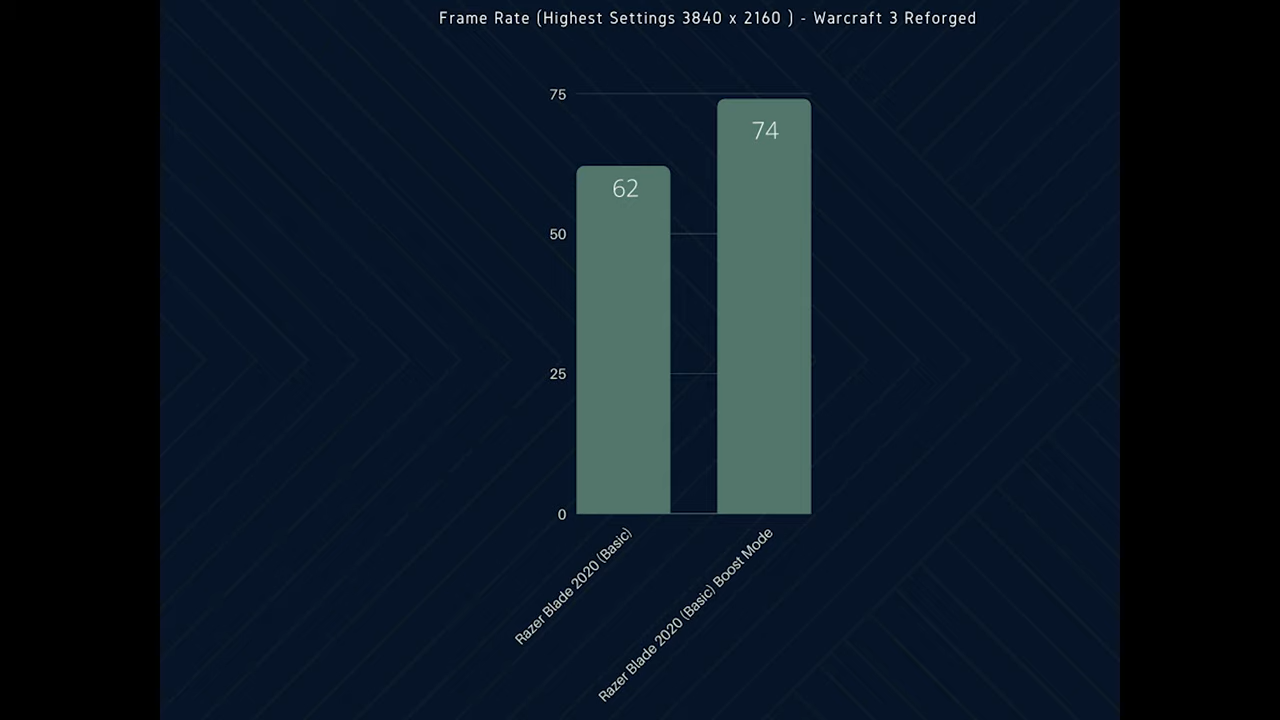 Frame Rate (Highest Settings 3840 x 2160 ) - Warcraft 3 Reforged
75
74
62
50
25
0
Razer Blade 2020 (Basic)
Razer Blade 2020 (Basic) Boost Mode